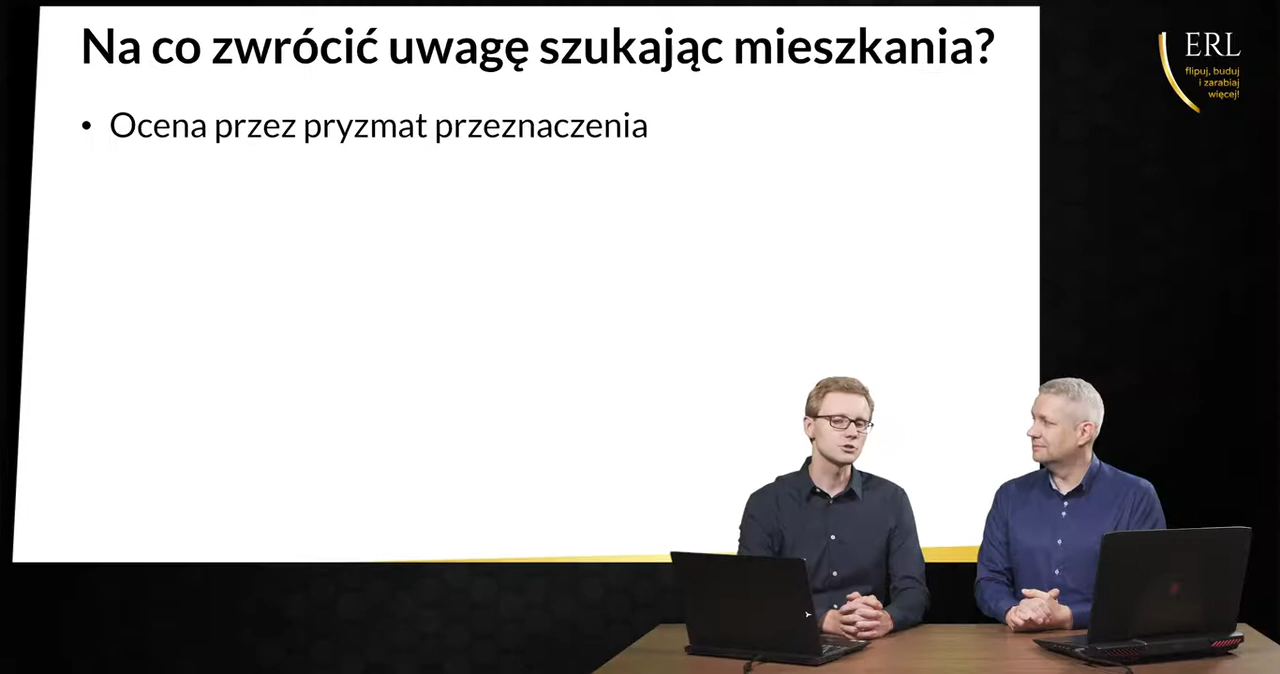 Na co zwrócić uwagę szukając mieszkania?
• Ocena przez pryzmat przeznaczenia
ERL
flipuj, buduj
i zarabiaj
więcej!